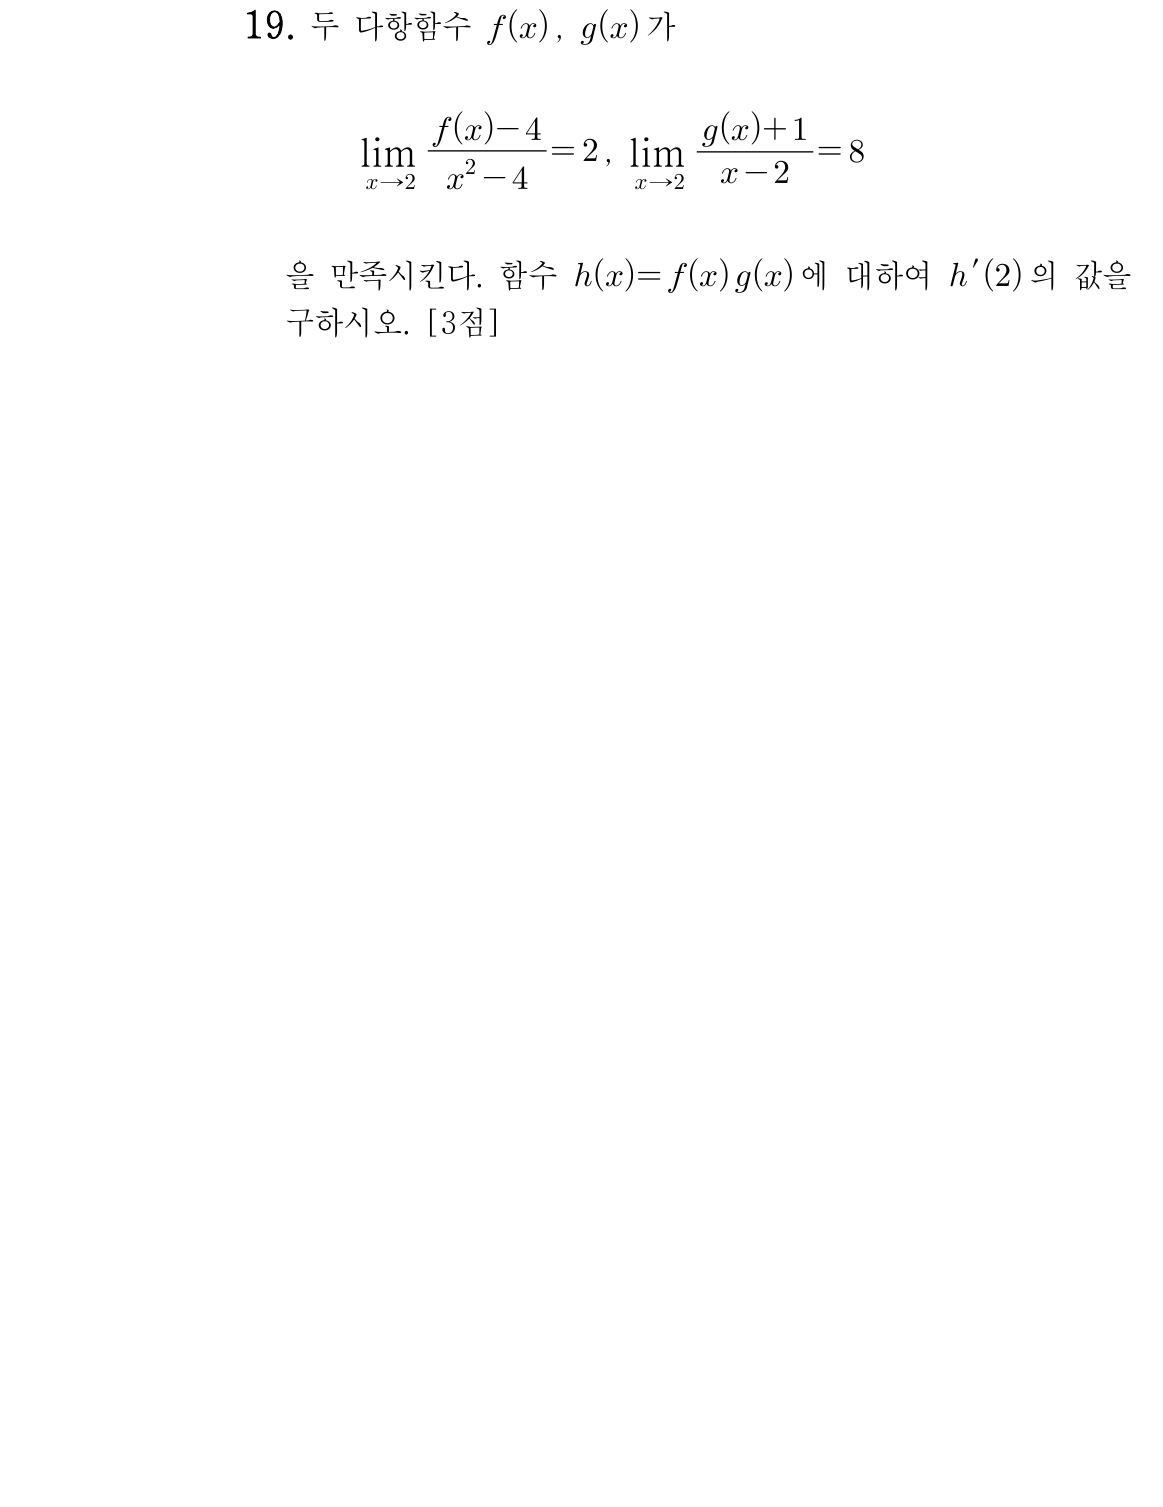 19. 두 다항함수 f(x), g(x)가
lim_{x→2} \frac{f(x)-4}{x^2-4}=2, lim_{x→2} \frac{g(x)+1}{x-2}=8
을 만족시킨다. 함수 h(x)=f(x)g(x)에 대하여 h′(2)의 값을
구하시오. [3점]